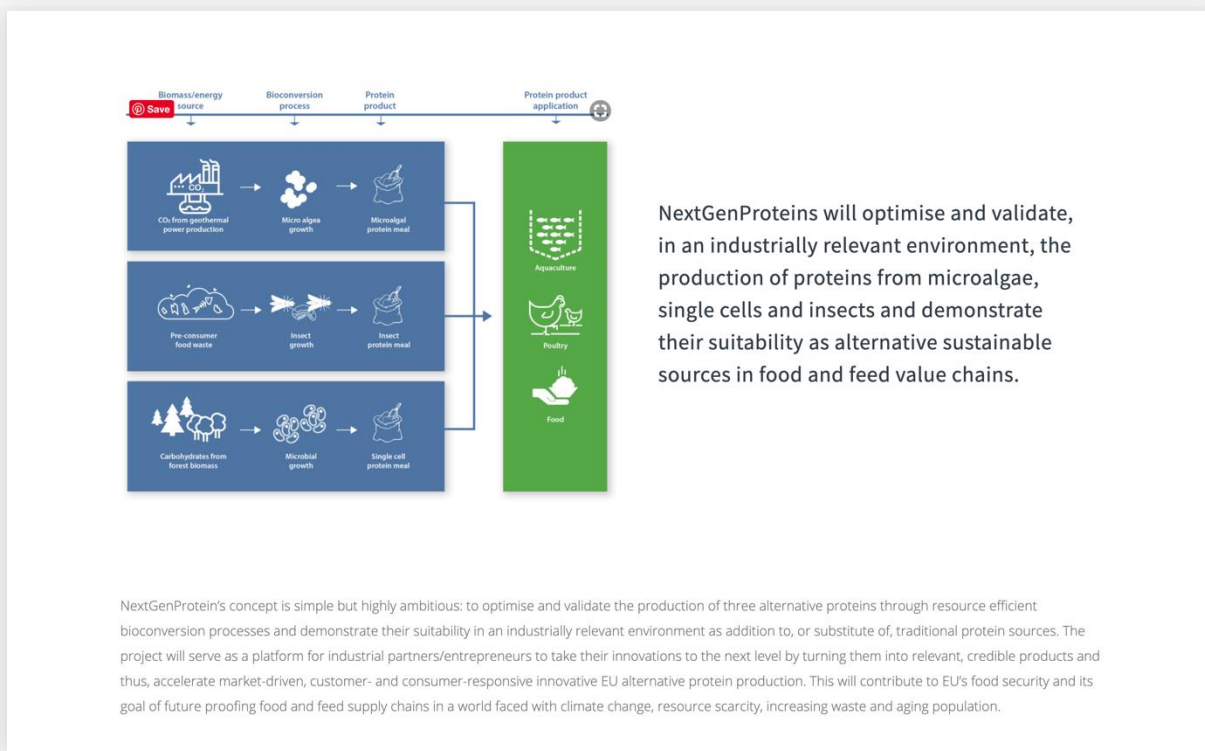 Biomass/energy
source
Bioconversion
process
Protein
product
Protein product
application
Save
CO₂
CO₂ from geothermal
power production
Micro algea
growth
Microalgal
protein meal
Pre-consumer
food waste
Insect
growth
Insect
protein meal
Carbohydrates from
forest biomass
Microbial
growth
Single cell
protein meal
Aquaculture
Poultry
Food
NextGenProteins will optimise and validate,
in an industrially relevant environment, the
production of proteins from microalgae,
single cells and insects and demonstrate
their suitability as alternative sustainable
sources in food and feed value chains.
NextGenProtein's concept is simple but highly ambitious: to optimise and validate the production of three alternative proteins through resource efficient
bioconversion processes and demonstrate their suitability in an industrially relevant environment as addition to, or substitute of, traditional protein sources. The
project will serve as a platform for industrial partners/entrepreneurs to take their innovations to the next level by turning them into relevant, credible products and
thus, accelerate market-driven, customer- and consumer-responsive innovative EU alternative protein production. This will contribute to EU's food security and its
goal of future proofing food and feed supply chains in a world faced with climate change, resource scarcity, increasing waste and aging population.